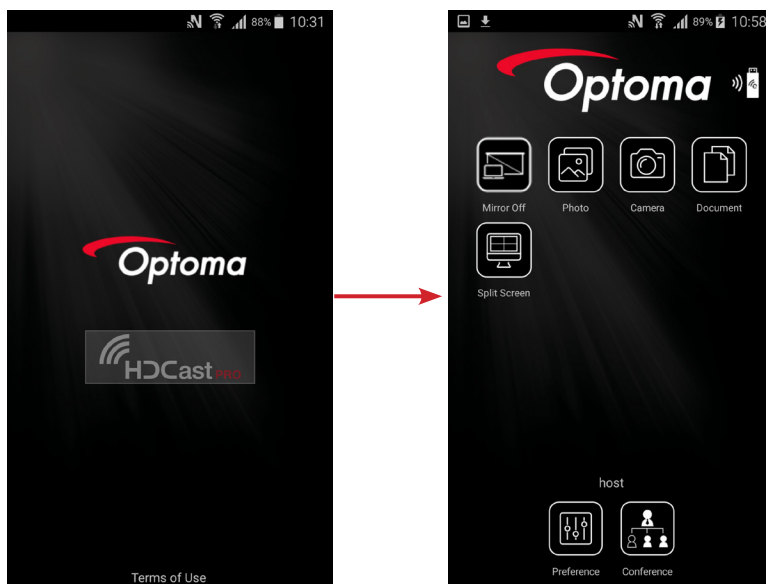 88% 10:31
Optoma
HDCast PRO
Terms of Use
89% 10:58
Optoma
Mirror Off Photo Camera Document
Split Screen
host
Preference Conference